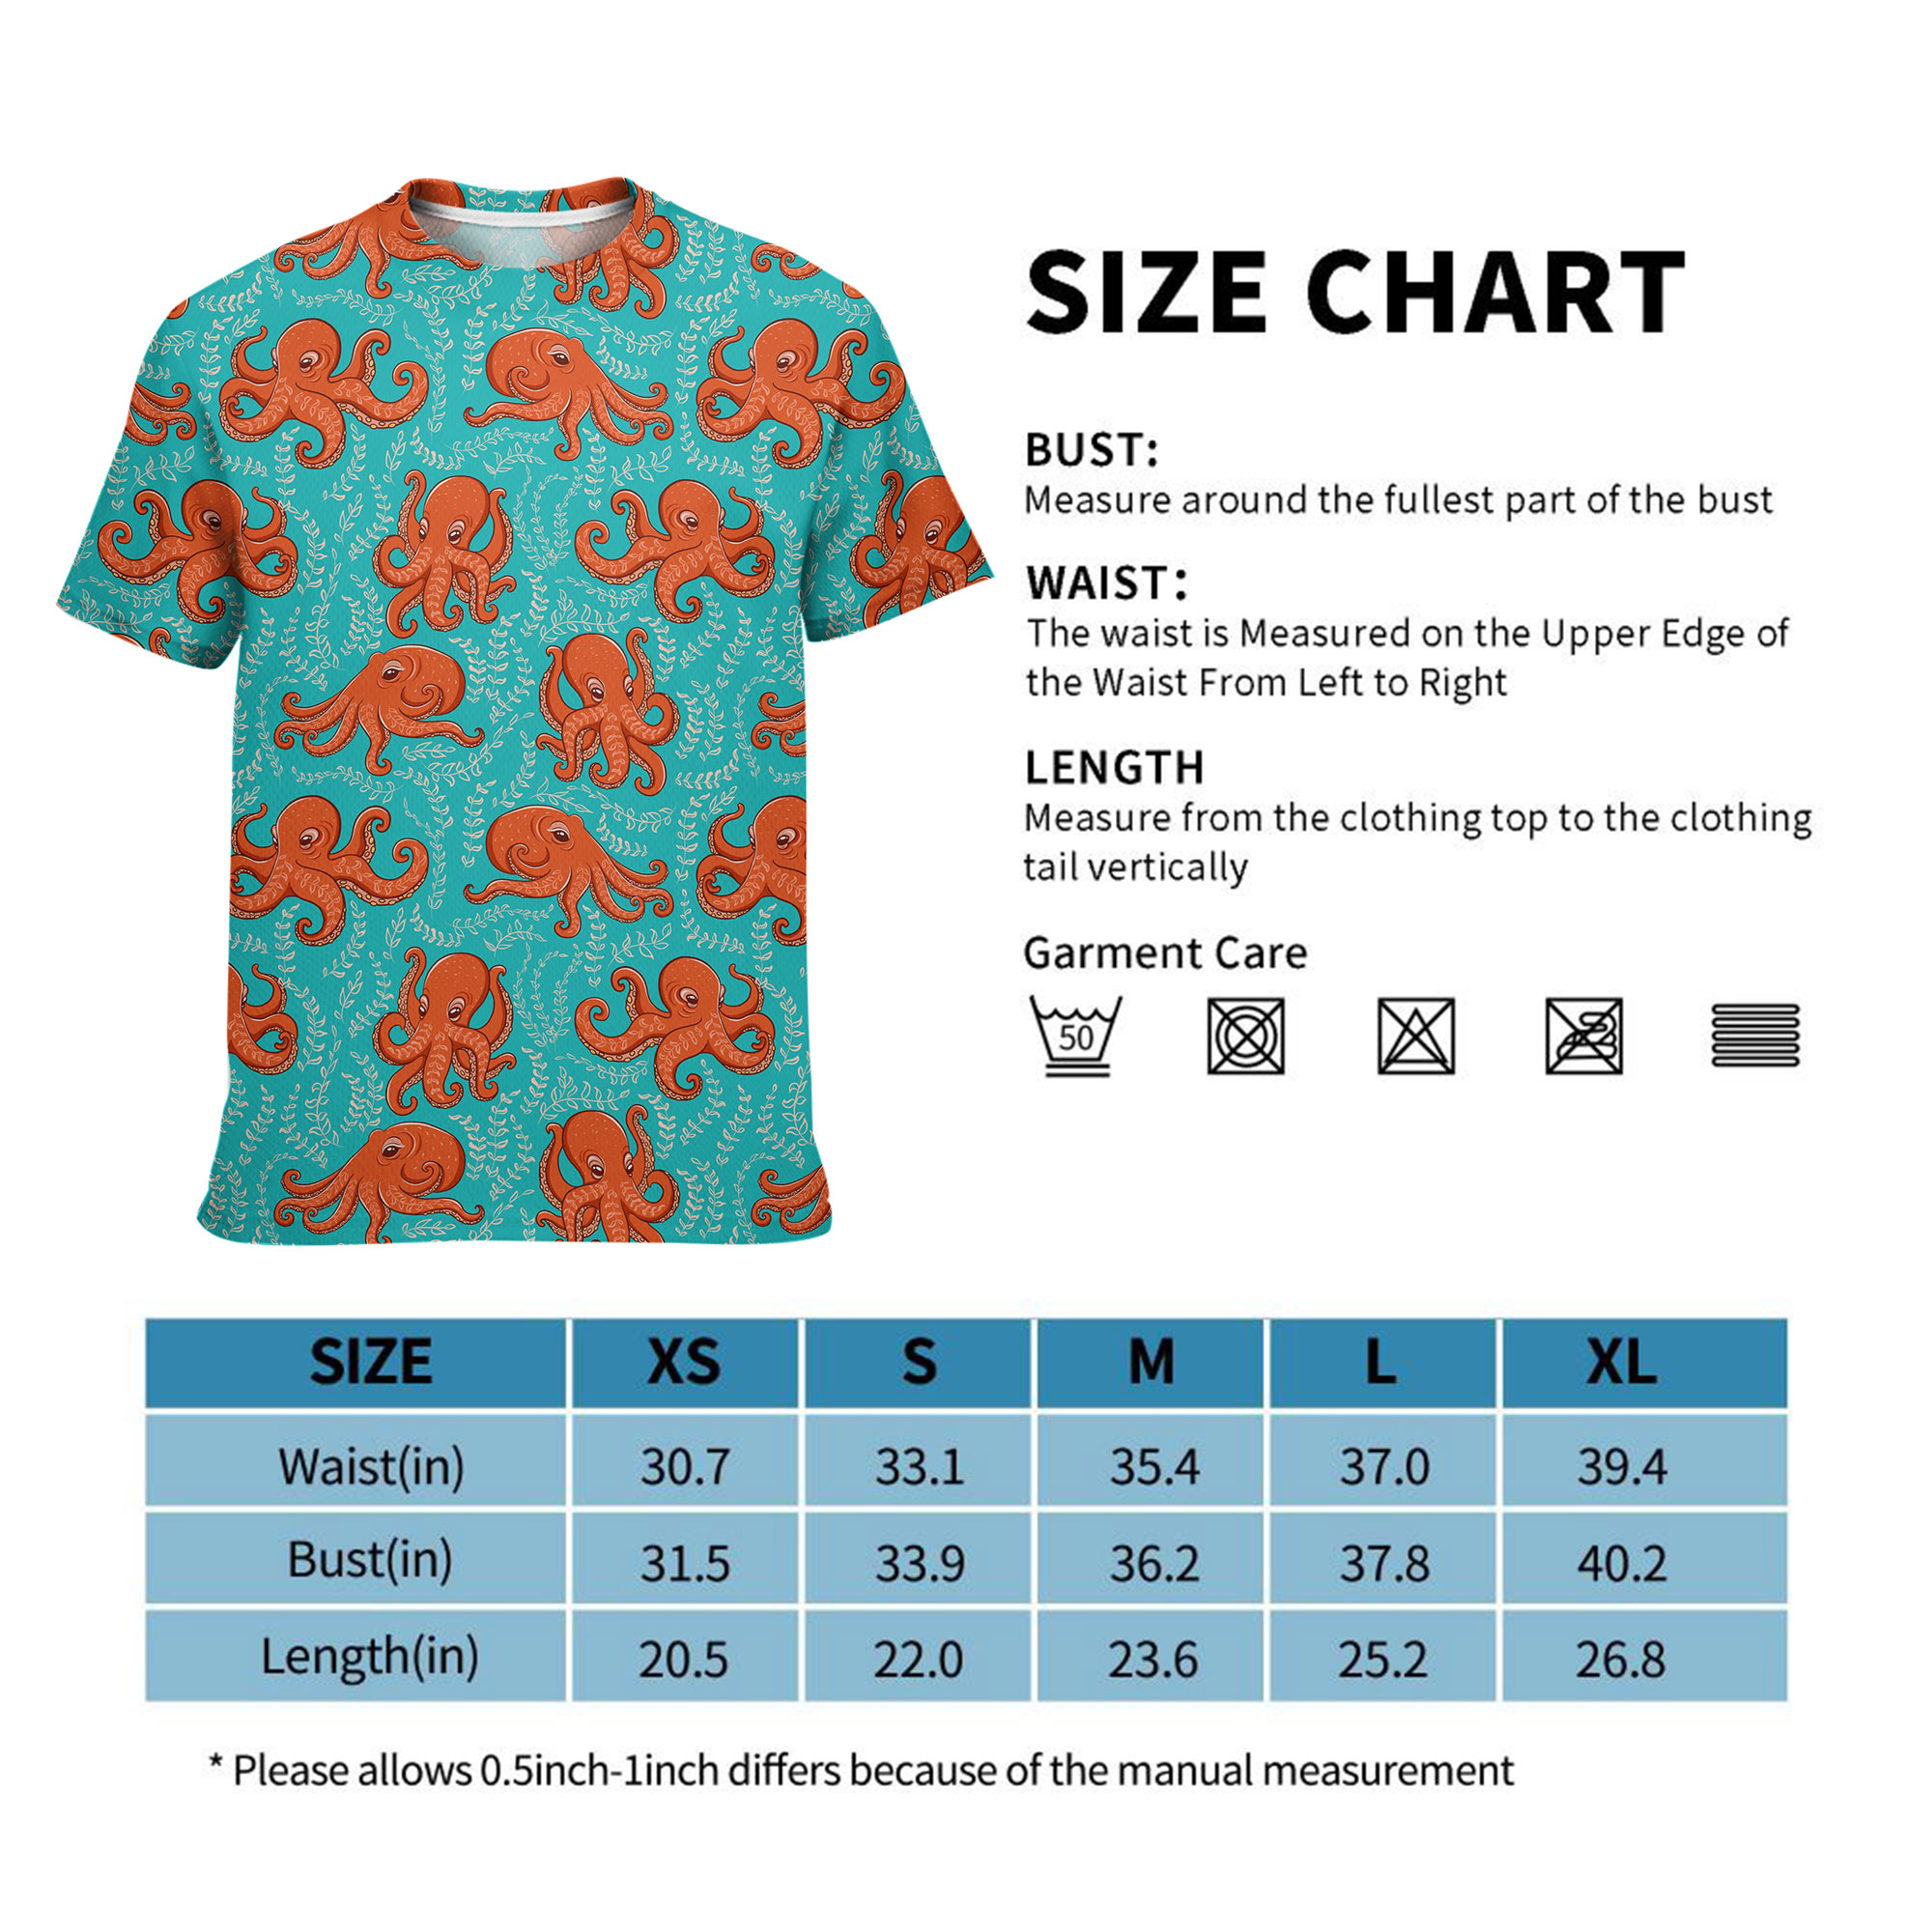 SIZE CHART
BUST:
Measure around the fullest part of the bust
WAIST:
The waist is Measured on the Upper Edge of
the Waist From Left to Right
LENGTH
Measure from the clothing top to the clothing
tail vertically
Garment Care
50
SIZE XS S M L XL
Waist(in) 30.7 33.1 35.4 37.0 39.4
Bust(in) 31.5 33.9 36.2 37.8 40.2
Length(in) 20.5 22.0 23.6 25.2 26.8
* Please allows 0.5inch-1inch differs because of the manual measurement